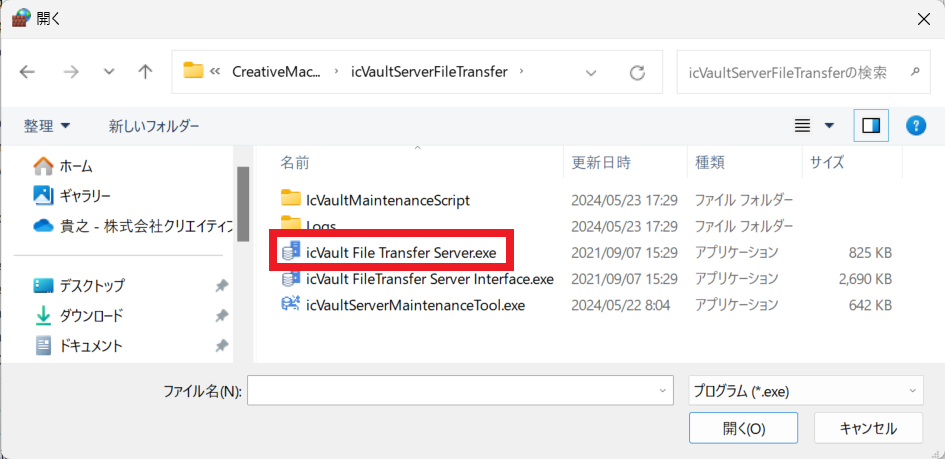 開く
« CreativeMac... › icVaultServerFileTransfer ›
icVaultServerFileTransferの検索
整理 新しいフォルダー
名前 更新日時 種類 サイズ
ホーム
ギャラリー
貴之 - 株式会社クリエイティブ
デスクトップ
ダウンロード
ドキュメント
IcVaultMaintenanceScript 2024/05/23 17:29 ファイル フォルダー
Logs 2024/05/23 17:29 ファイル フォルダー
icVault File Transfer Server.exe 2021/09/07 15:29 アプリケーション 825 KB
icVault FileTransfer Server Interface.exe 2021/09/07 15:29 アプリケーション 2,690 KB
icVaultServerMaintenanceTool.exe 2024/05/22 8:04 アプリケーション 642 KB
ファイル名(N):
プログラム (*.exe)
開く(O) キャンセル